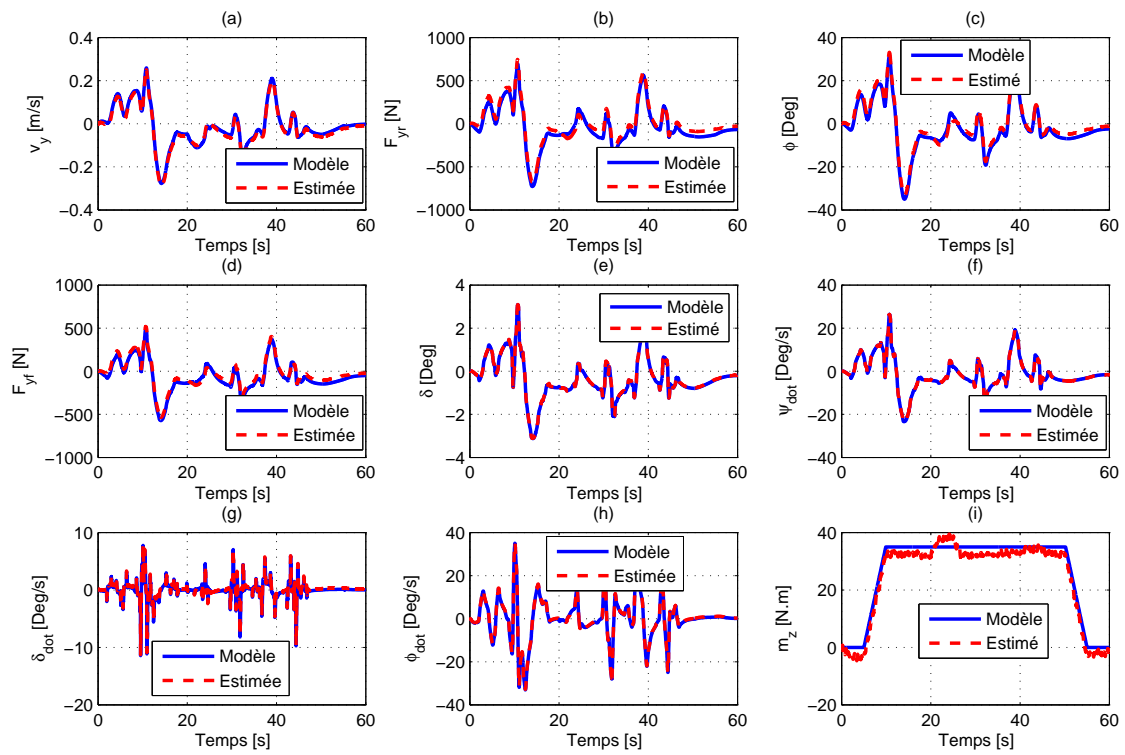 (a)
0.4
0.2
0
−0.2
−0.4
v_y [m/s]
Modèle
Estimée
0 20 40 60
Temps [s]
(b)
1000
500
0
−500
−1000
F_yr [N]
Modèle
Estimée
0 20 40 60
Temps [s]
(c)
40
20
0
−20
−40
ϕ [Deg]
Modèle
Estimé
0 20 40 60
Temps [s]
(d)
1000
500
0
−500
−1000
F_yf [N]
Modèle
Estimée
0 20 40 60
Temps [s]
(e)
4
2
0
−2
−4
δ [Deg]
Modèle
Estimé
0 20 40 60
Temps [s]
(f)
40
20
0
−20
−40
ψ_dot [Deg/s]
Modèle
Estimée
0 20 40 60
Temps [s]
(g)
10
0
−10
−20
δ_dot [Deg/s]
Modèle
Estimée
0 20 40 60
Temps [s]
(h)
40
20
0
−20
−40
ϕ_dot [Deg/s]
Modèle
Estimée
0 20 40 60
Temps [s]
(i)
40
20
0
−20
m_z [N.m]
Modèle
Estimé
0 20 40 60
Temps [s]